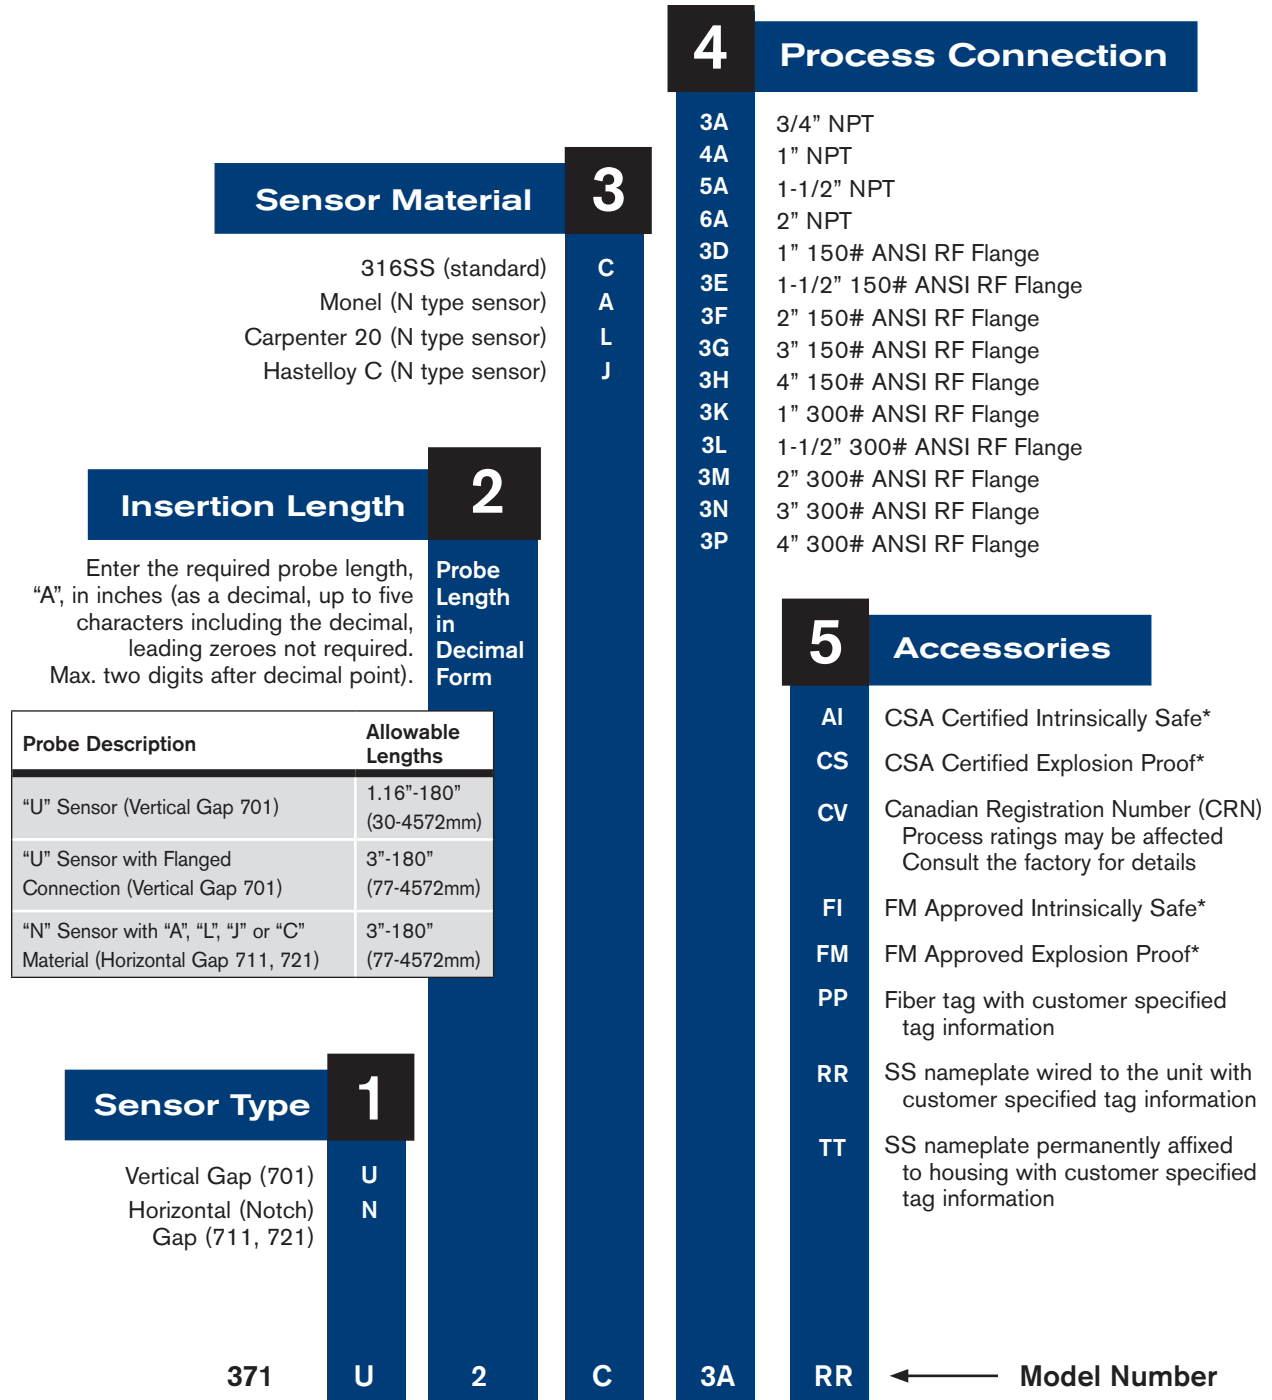 4 Process Connection
3A 3/4” NPT
4A 1” NPT
5A 1-1/2” NPT
6A 2” NPT
3D 1” 150# ANSI RF Flange
3E 1-1/2” 150# ANSI RF Flange
3F 2” 150# ANSI RF Flange
3G 3” 150# ANSI RF Flange
3H 4” 150# ANSI RF Flange
3K 1” 300# ANSI RF Flange
3L 1-1/2” 300# ANSI RF Flange
3M 2” 300# ANSI RF Flange
3N 3” 300# ANSI RF Flange
3P 4” 300# ANSI RF Flange
Sensor Material 3
316SS (standard) C
Monel (N type sensor) A
Carpenter 20 (N type sensor) L
Hastelloy C (N type sensor) J
Insertion Length 2
Enter the required probe length,
“A”, in inches (as a decimal, up to five
characters including the decimal,
leading zeroes not required.
Max. two digits after decimal point).
Probe
Length
in
Decimal
Form
Probe Description
Allowable
Lengths
“U” Sensor (Vertical Gap 701)
1.16”-180”
(30-4572mm)
“U” Sensor with Flanged
Connection (Vertical Gap 701)
3”-180”
(77-4572mm)
“N” Sensor with “A”, “L”, “J” or “C”
Material (Horizontal Gap 711, 721)
3”-180”
(77-4572mm)
5 Accessories
AI CSA Certified Intrinsically Safe*
CS CSA Certified Explosion Proof*
CV Canadian Registration Number (CRN)
Process ratings may be affected
Consult the factory for details
FI FM Approved Intrinsically Safe*
FM FM Approved Explosion Proof*
PP Fiber tag with customer specified
tag information
RR SS nameplate wired to the unit with
customer specified tag information
TT SS nameplate permanently affixed
to housing with customer specified
tag information
Sensor Type 1
Vertical Gap (701) U
Horizontal (Notch) N
Gap (711, 721)
371 U 2 C 3A RR Model Number